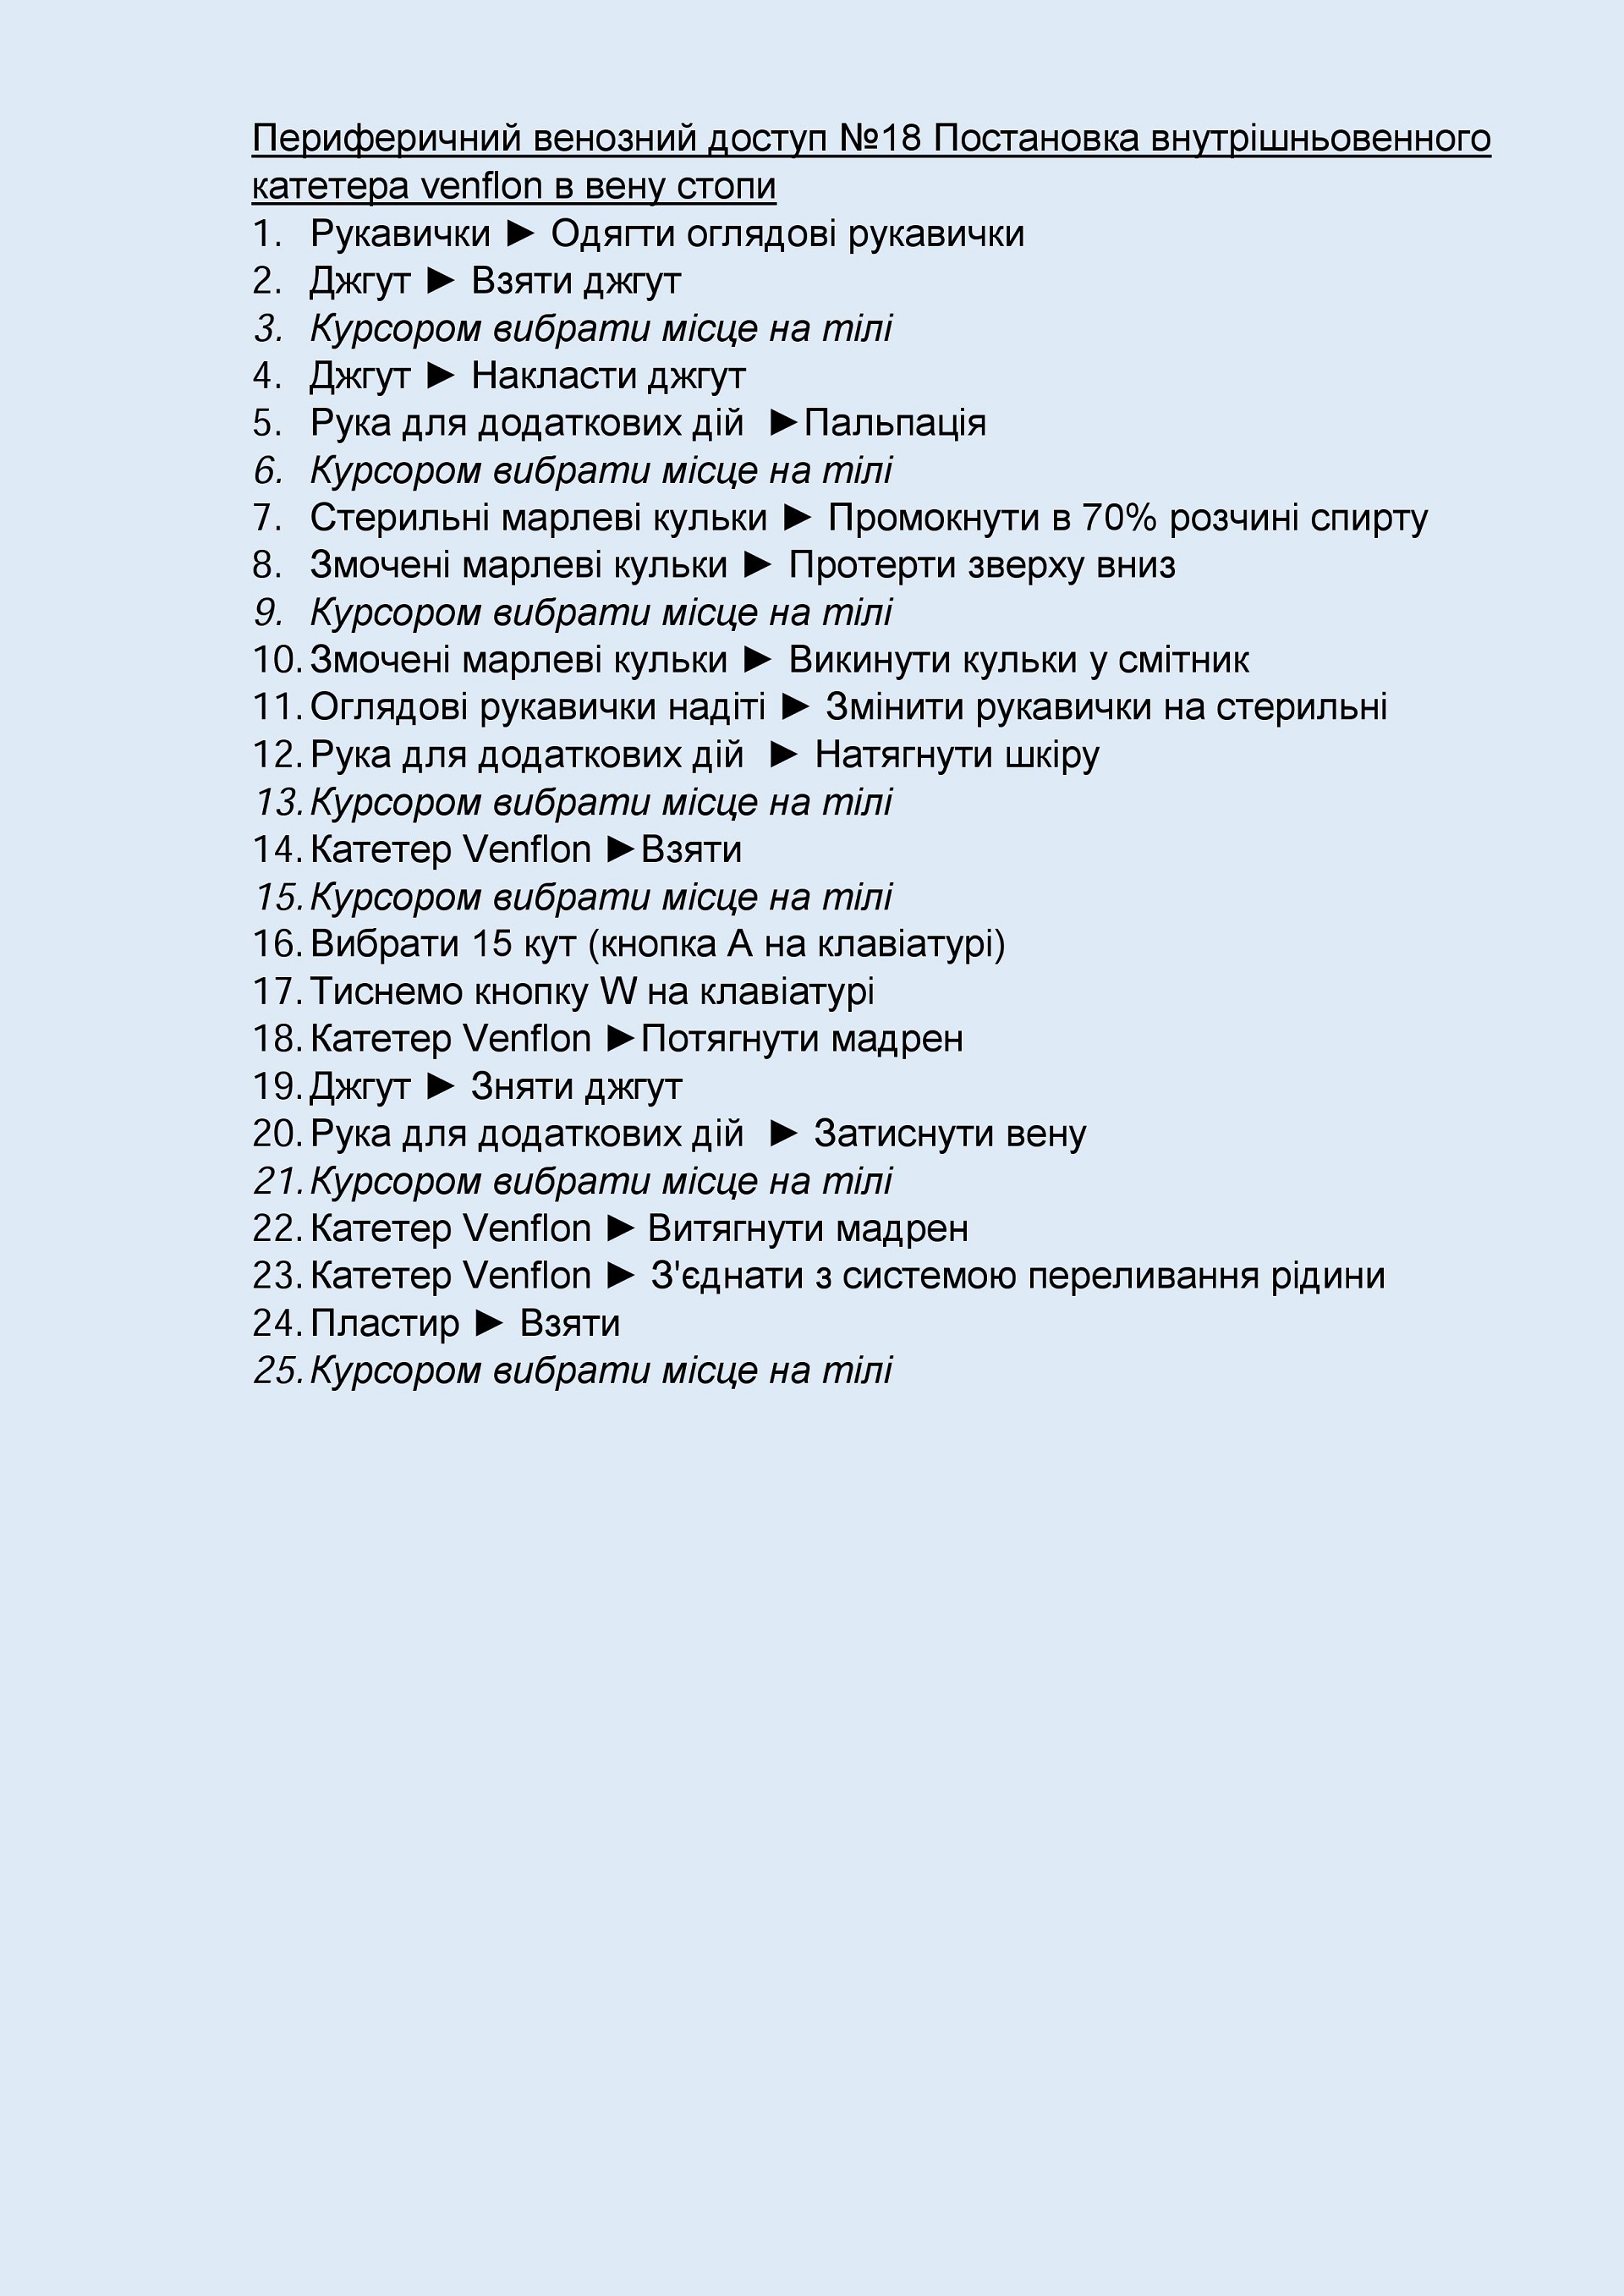 Периферичний венозний доступ №18 Постановка внутрішньовенного
катетера venflon в вену стопи
1. Рукавички ► Одягти оглядові рукавички
2. Джгут ► Взяти джгут
3. Курсором вибрати місце на тілі
4. Джгут ► Накласти джгут
5. Рука для додаткових дій ►Пальпація
6. Курсором вибрати місце на тілі
7. Стерильні марлеві кульки ► Промокнути в 70% розчині спирту
8. Змочені марлеві кульки ► Протерти зверху вниз
9. Курсором вибрати місце на тілі
10. Змочені марлеві кульки ► Викинути кульки у смітник
11. Оглядові рукавички надіті ► Змінити рукавички на стерильні
12. Рука для додаткових дій ► Натягнути шкіру
13. Курсором вибрати місце на тілі
14. Катетер Venflon ►Взяти
15. Курсором вибрати місце на тілі
16. Вибрати 15 кут (кнопка А на клавіатурі)
17. Тиснемо кнопку W на клавіатурі
18. Катетер Venflon ►Потягнути мадрен
19. Джгут ► Зняти джгут
20. Рука для додаткових дій ► Затиснути вену
21. Курсором вибрати місце на тілі
22. Катетер Venflon ► Витягнути мадрен
23. Катетер Venflon ► З'єднати з системою переливання рідини
24. Пластир ► Взяти
25. Курсором вибрати місце на тілі